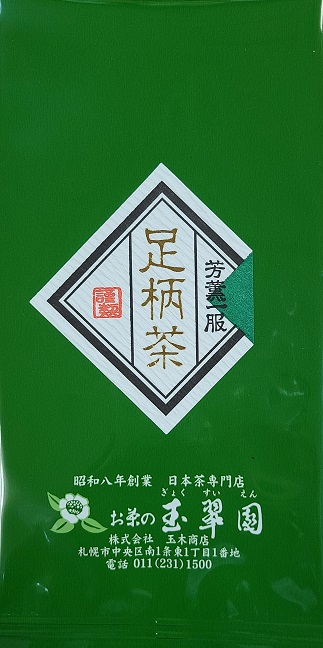 芳薫一服
足柄茶
謹製
昭和八年創業　日本茶専門店
ぎょく　すい　えん
お茶の　玉翠園
株式会社　玉木商店
札幌市中央区南1条東1丁目1番地
電話 011(231)1500